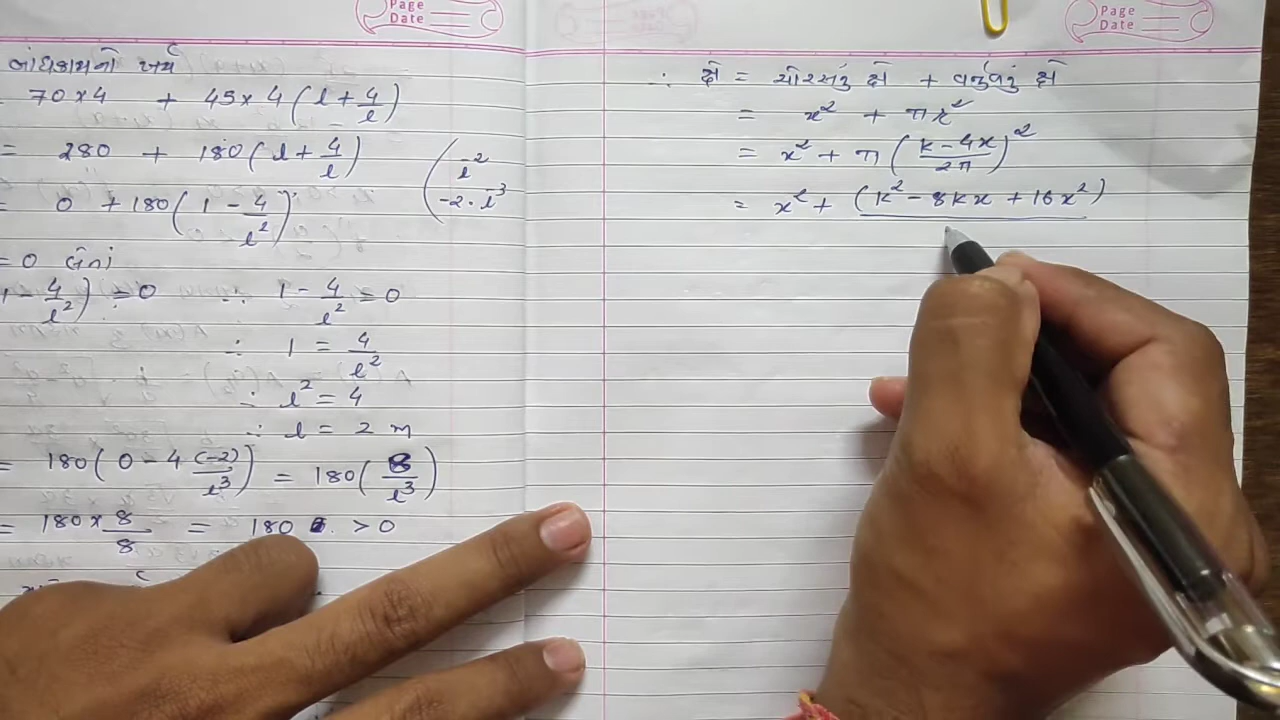 Page
Date
બાંધકામનો ખર્ચ C
70×4 + 45×4(l+4/l)
= 280 + 180(l+4/l)
= 0 + 180(1-4/l²)
(l⁻²
-2·l⁻³
=0 લેતાં
1-4/l²)=0 ∴ 1-4/l²=0
∴ 1 = 4/l²
∴ l² = 4
∴ l = 2 m
= 180(0-4(-2)/l³) = 180(8/l³)
= 180×8/8 = 180 > 0
Page
Date
∴ ક્ષે = ચોરસનું ક્ષે + વર્તુળનું ક્ષે
= x² + πr²
= x² + π(k-4x/2π)²
= x² + (k²-8kx+16x²)